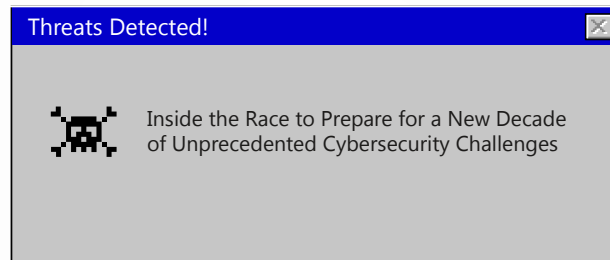 Threats Detected!
Inside the Race to Prepare for a New Decade
of Unprecedented Cybersecurity Challenges